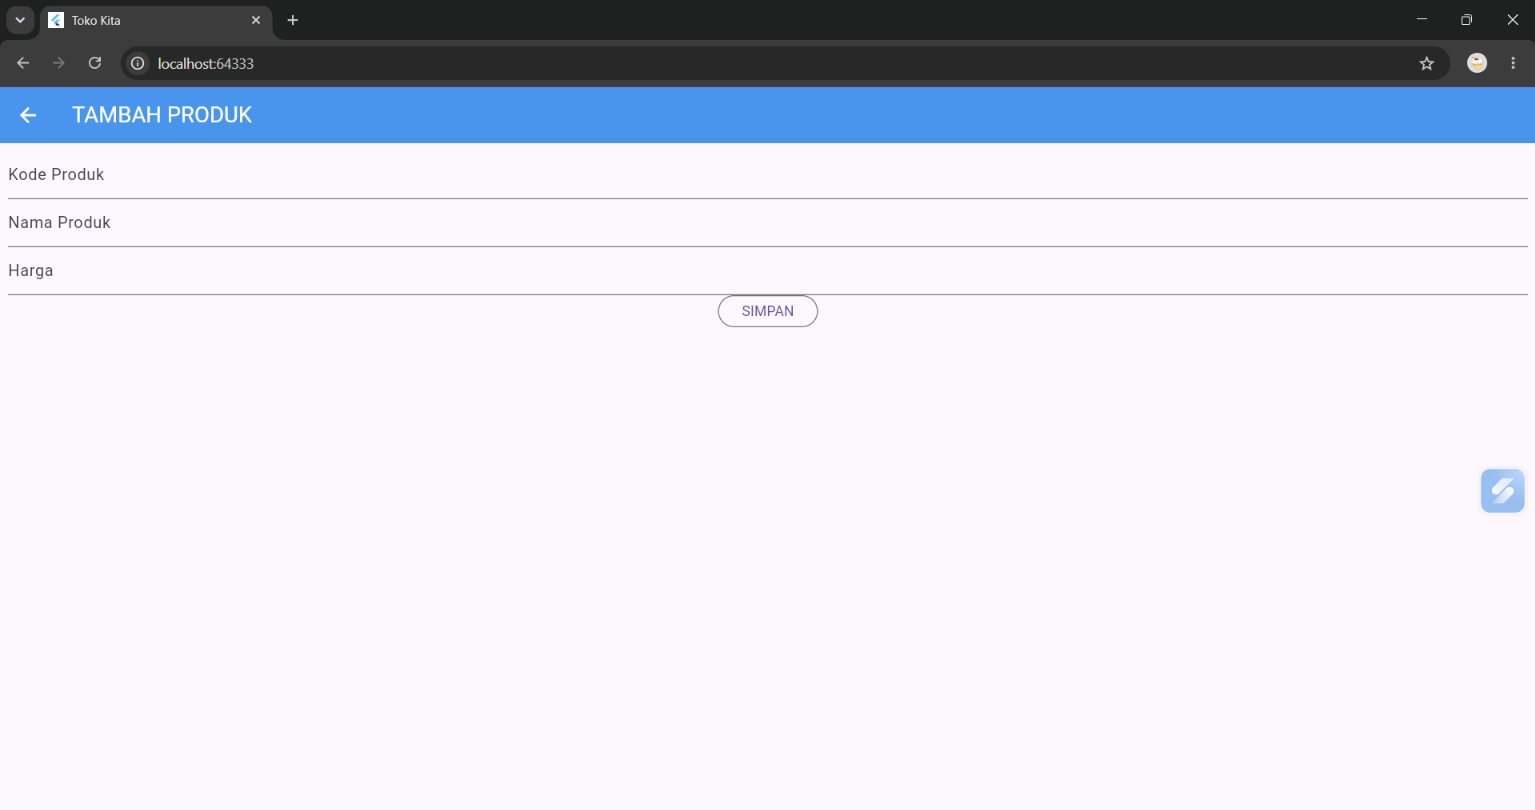 Toko Kita
localhost:64333
TAMBAH PRODUK
Kode Produk
Nama Produk
Harga
SIMPAN